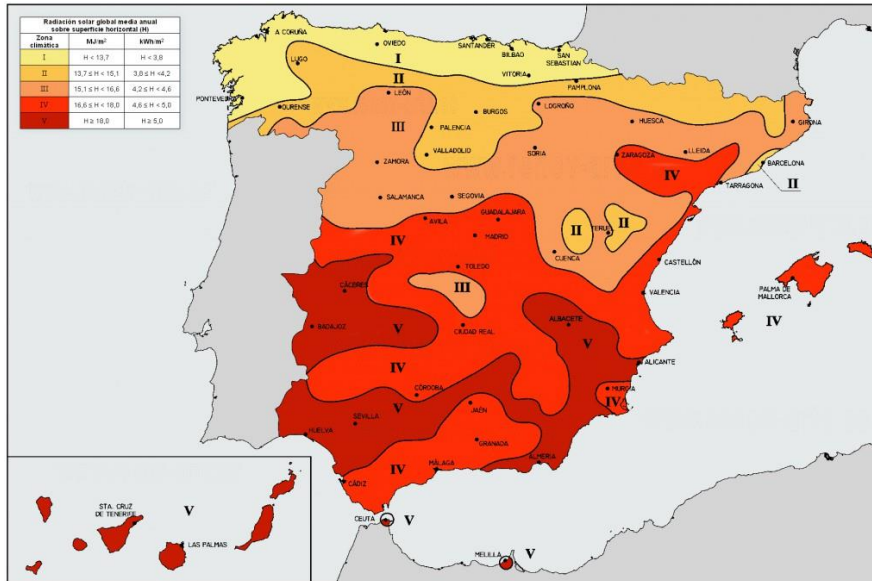 Radiación solar global media anual
sobre superficie horizontal (H)
Zona climática MJ/m² kWh/m²
I H < 13,7 H < 3,8
II 13,7 ≤ H < 15,1 3,8 ≤ H <4,2
III 15,1 ≤ H < 16,6 4,2 ≤ H < 4,6
IV 16,6 ≤ H < 18,0 4,6 ≤ H < 5,0
V H ≥ 18,0 H ≥ 5,0
A CORUÑA
OVIEDO
SANTANDER
BILBAO
SAN
SEBASTIAN
I
LUGO
VITORIA
II
PAMPLONA
PONTEVEDRA
OURENSE
LEÓN
BURGOS
LOGROÑO
HUESCA
GIRONA
III
PALENCIA
VALLADOLID
SORIA
ZARAGOZA
LLEIDA
BARCELONA
ZAMORA
IV
TARRAGONA
II
SALAMANCA
SEGOVIA
AVILA
GUADALAJARA
II
II
TERUEL
IV
MADRID
CUENCA
CASTELLÓN
TOLEDO
CÁCERES
III
VALENCIA
PALMA DE
MALLORCA
IV
BADAJOZ
V
CIUDAD REAL
ALBACETE
V
IV
ALICANTE
CÓRDOBA
MURCIA
IV
V
JAÉN
SEVILLA
HUELVA
GRANADA
IV
MÁLAGA
ALMERIA
CÁDIZ
STA. CRUZ
DE TENERIFE
V
LAS PALMAS
CEUTA
V
MELILLA
V